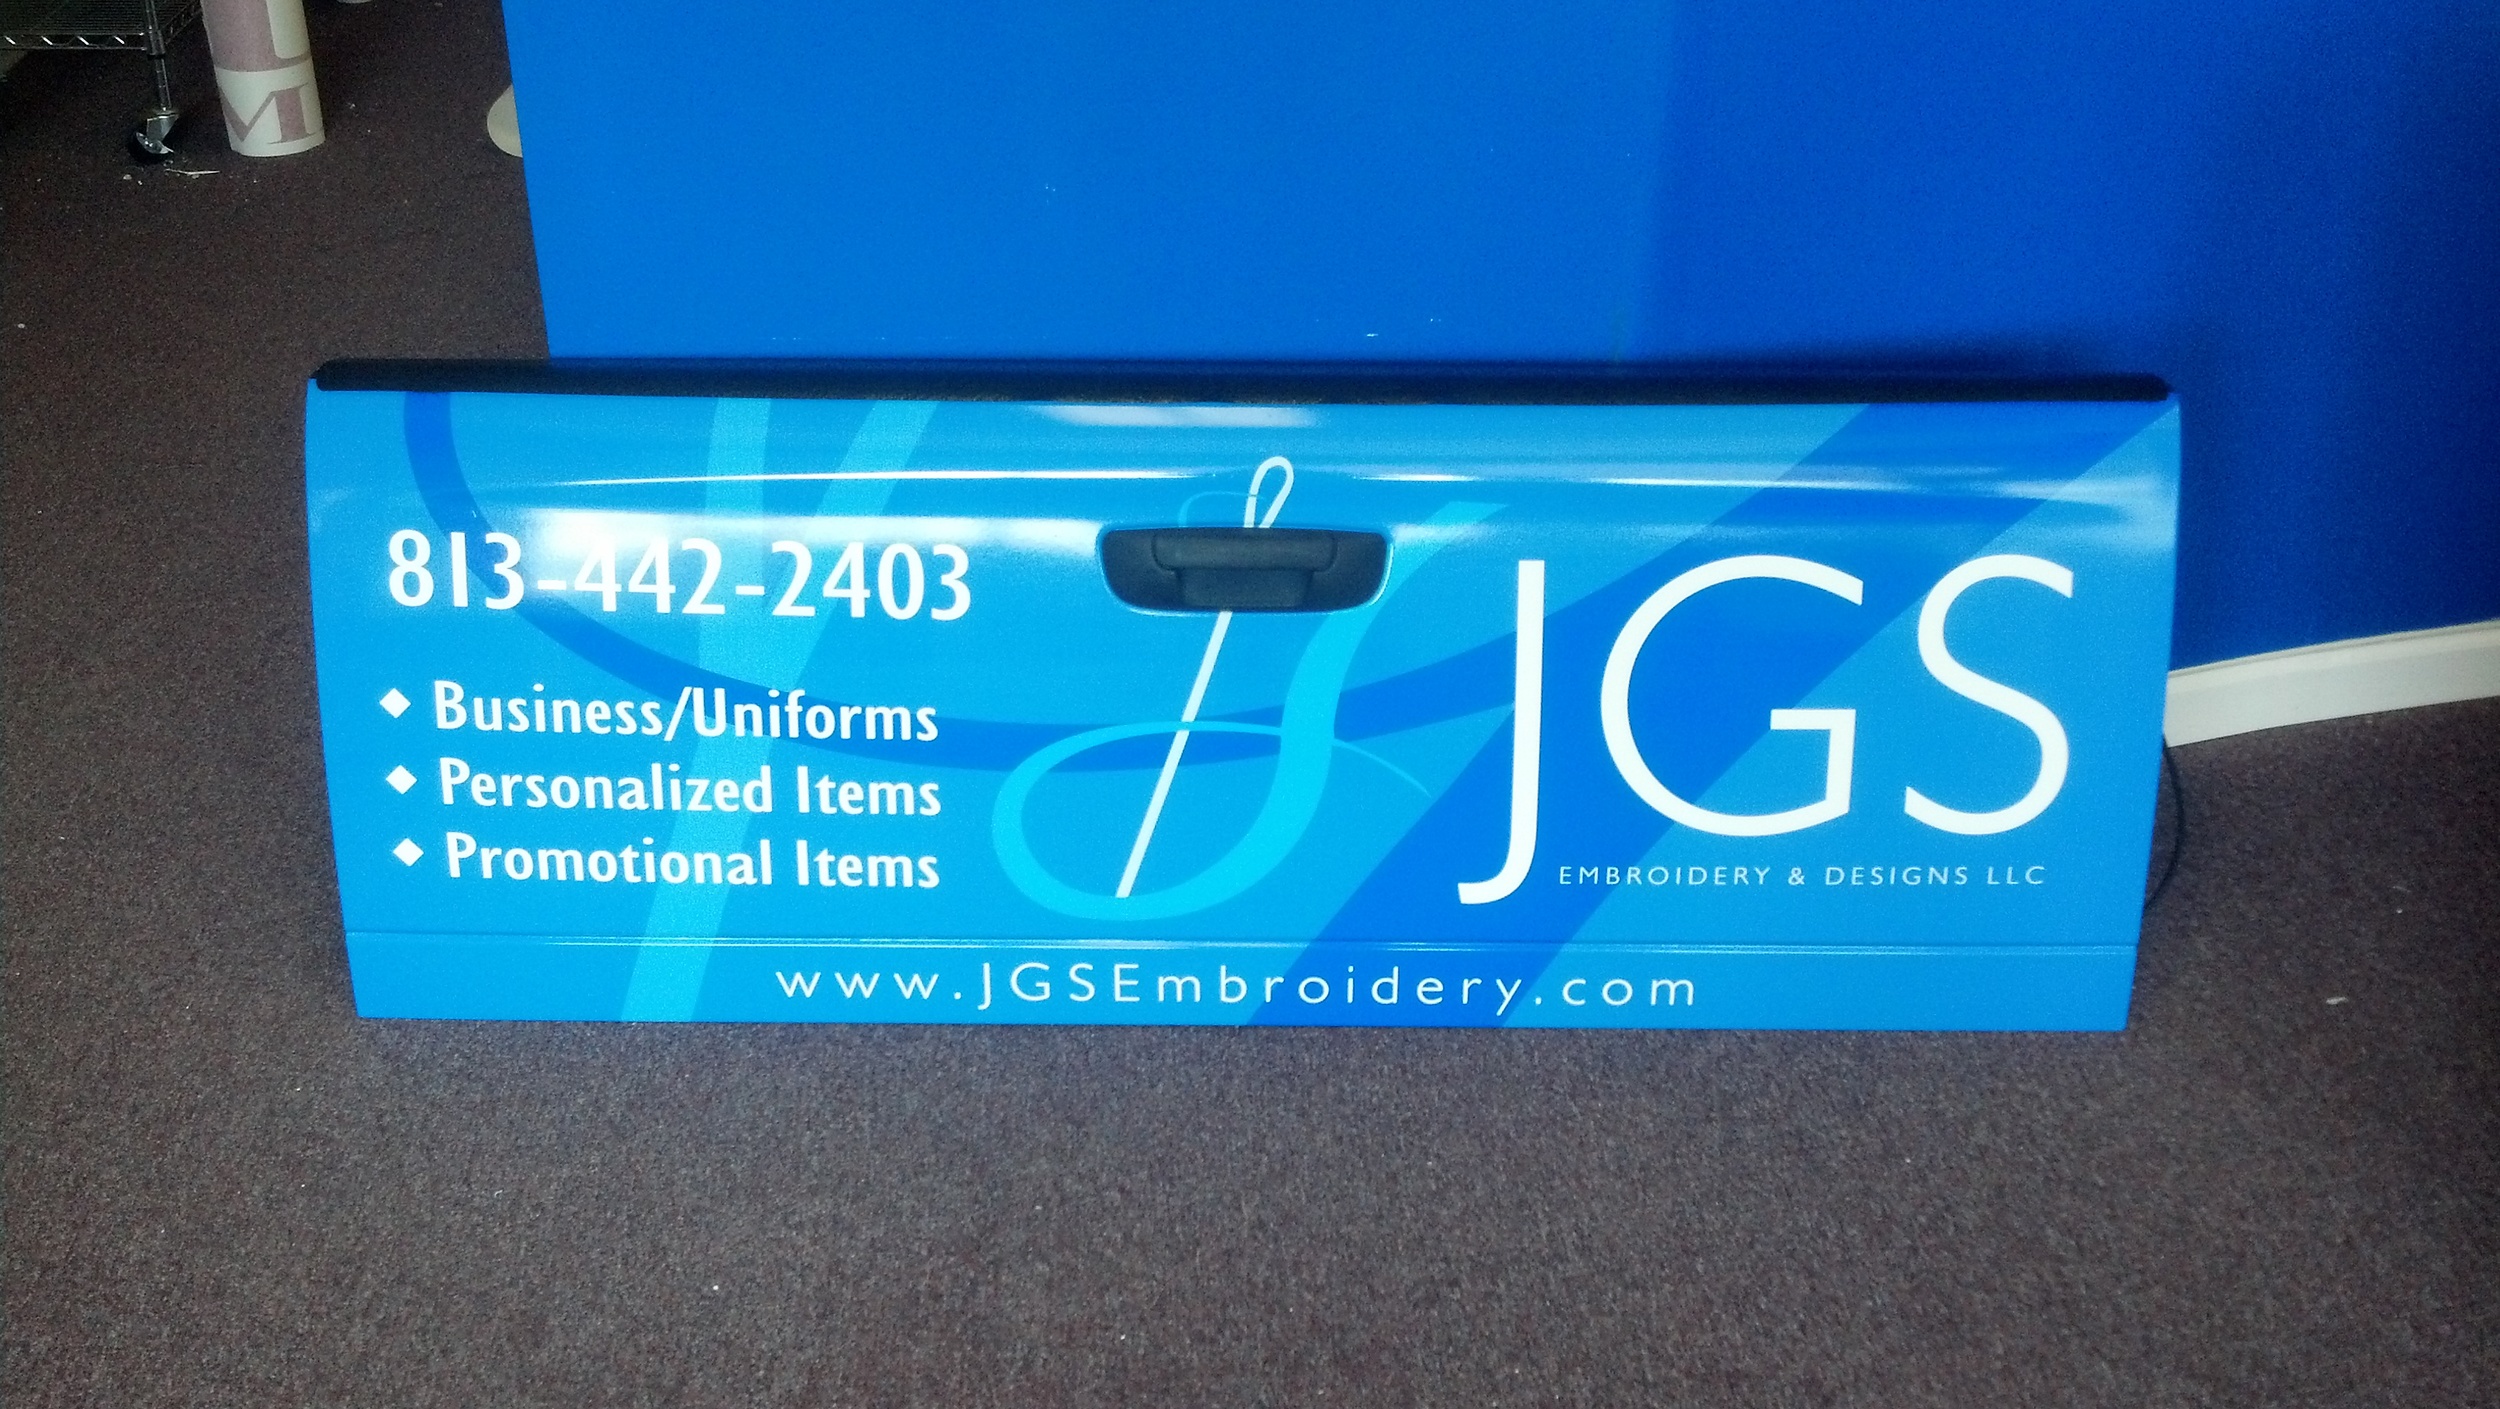 813-442-2403
◆ Business/Uniforms
◆ Personalized Items
◆ Promotional Items
JGS
EMBROIDERY & DESIGNS LLC
www.JGSEmbroidery.com